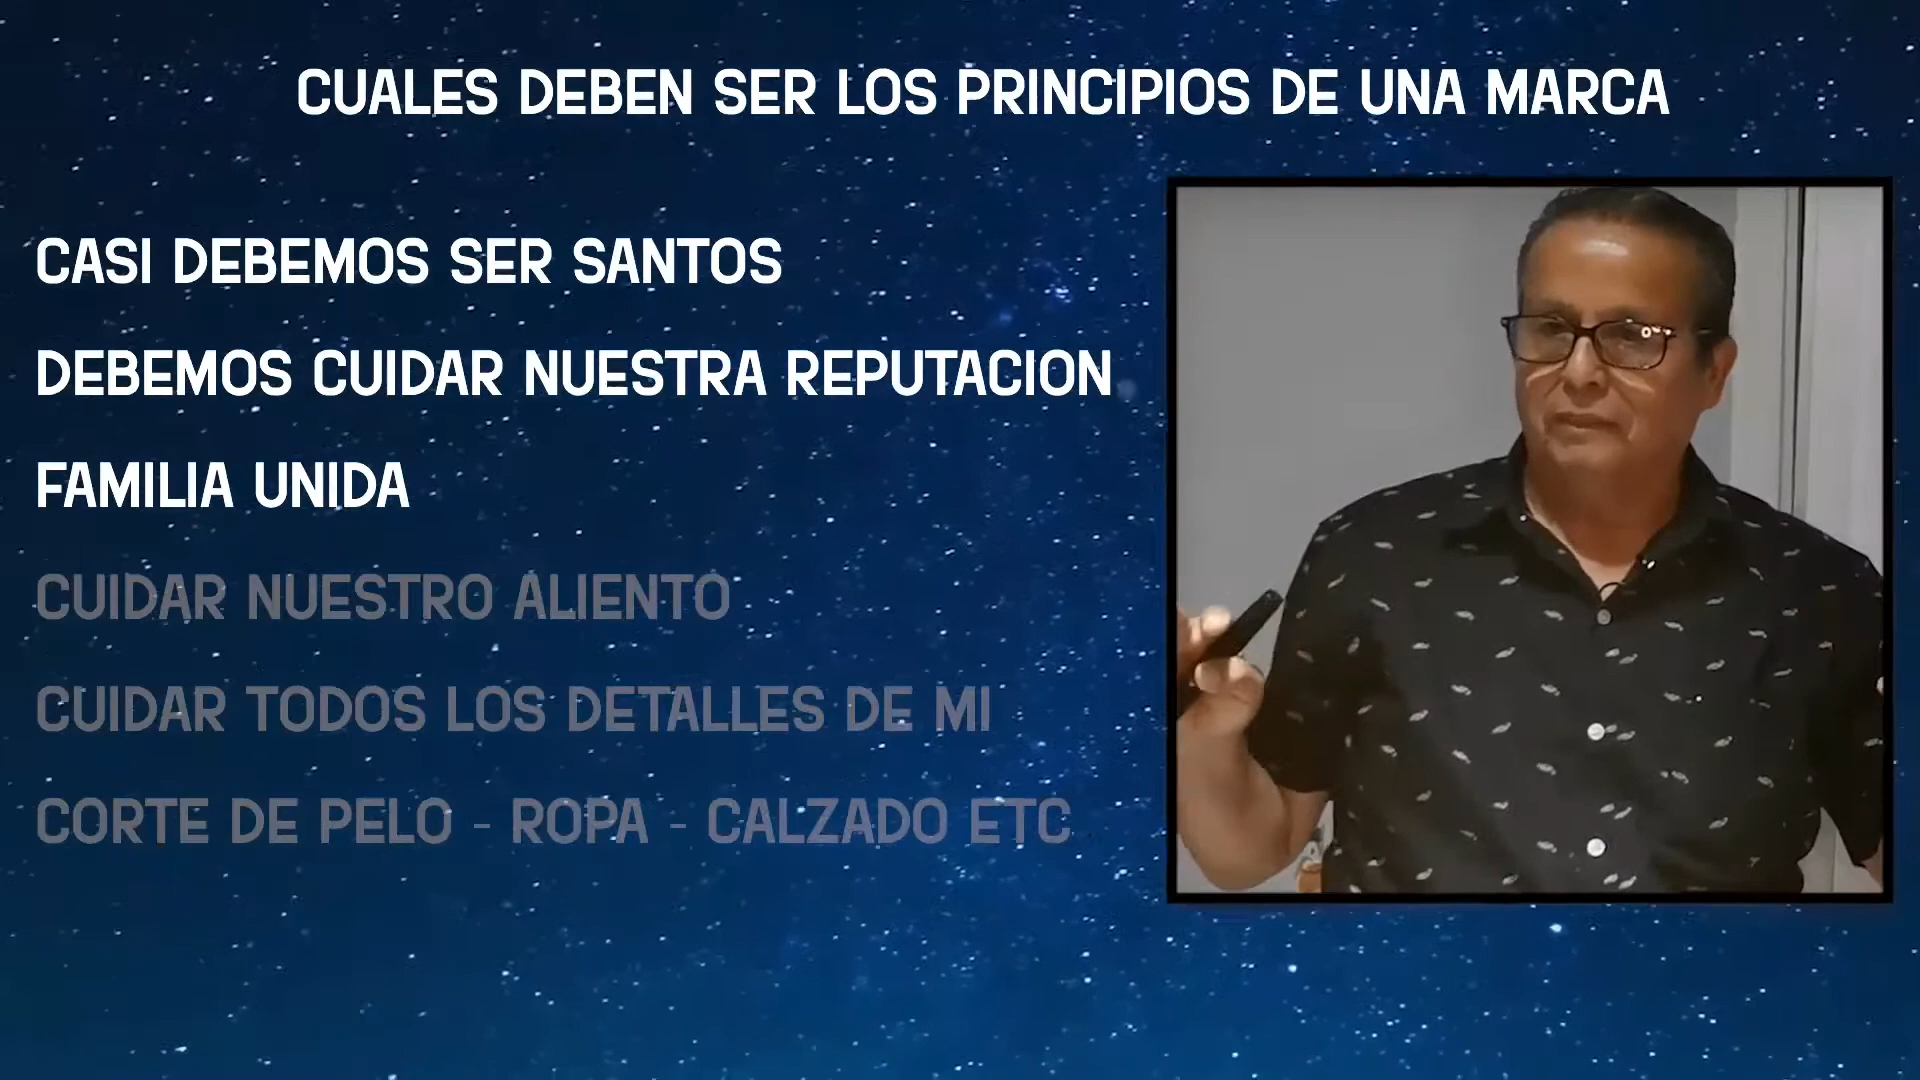 CUALES DEBEN SER LOS PRINCIPIOS DE UNA MARCA
CASI DEBEMOS SER SANTOS
DEBEMOS CUIDAR NUESTRA REPUTACION
FAMILIA UNIDA
CUIDAR NUESTRO ALIENTO
CUIDAR TODOS LOS DETALLES DE MI
CORTE DE PELO - ROPA - CALZADO ETC